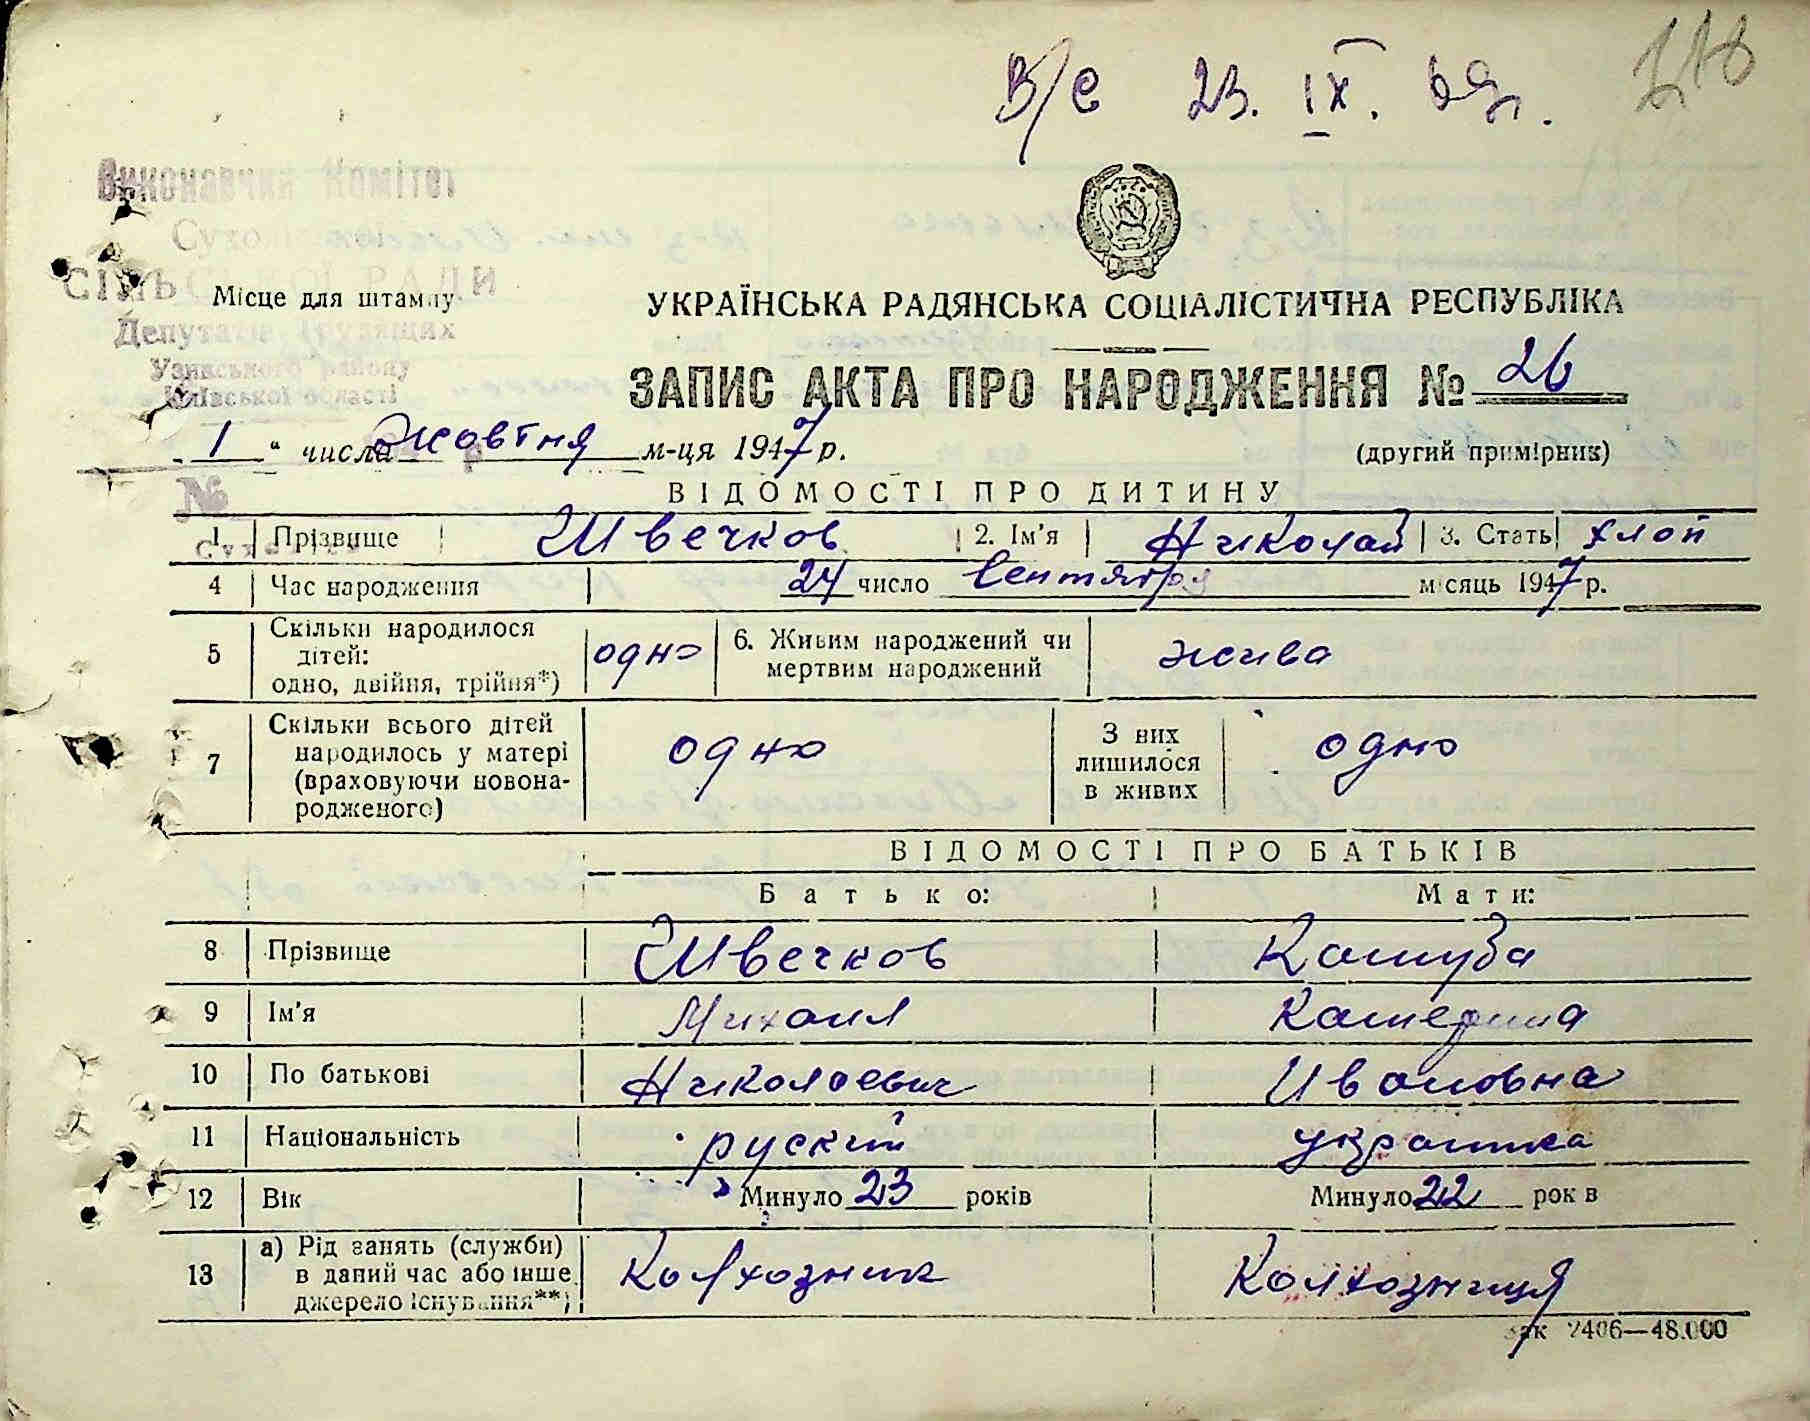 В/с 23. IX. 69г.
Виконавчий Комітет
СІЛЬСЬКОЇ РАДИ
Місце для штампу
Депутатів Трудящих
Узинського району
Київської області
УКРАЇНСЬКА РАДЯНСЬКА СОЦІАЛІСТИЧНА РЕСПУБЛІКА
ЗАПИС АКТА ПРО НАРОДЖЕННЯ № 26
„1“ числа жовтня м-ця 1947 р.
(другий примірник)
№
ВІДОМОСТІ ПРО ДИТИНУ
1 Прізвище Швечков 2. Ім'я Николай 3. Стать хлоп
4 Час народження 24 число Сентября місяць 1947 р.
5 Скільки народилося дітей: одно, двійня, трійня*) одно 6. Живим народжений чи мертвим народжений жива
7 Скільки всього дітей народилось у матері (враховуючи новонародженого) одно З них лишилося в живих одно
ВІДОМОСТІ ПРО БАТЬКІВ
Батько: Мати:
8 Прізвище Швечков Кашуба
9 Ім'я Михаил Катерина
10 По батькові Николаевич Ивановна
11 Національність руский украинка
12 Вік Минуло 23 років Минуло 22 рок в
13 а) Рід занять (служби) в даний час або інше джерело існування**) Колхозник Колхозниця
Зак 2406—48.000